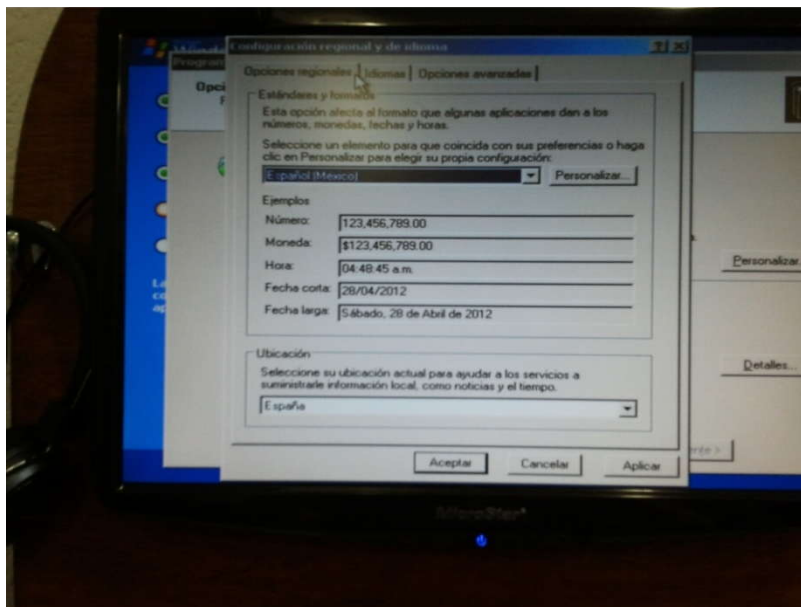 Configuración regional y de idioma
Program
Opciones regionales
Idiomas
Opciones avanzadas
Opci
Estándares y formatos
Esta opción afecta al formato que algunas aplicaciones dan a los
números, monedas, fechas y horas.
Seleccione un elemento para que coincida con sus preferencias o haga
clic en Personalizar para elegir su propia configuración:
Español (México)
Personalizar...
Ejemplos
Número: 123,456,789.00
Moneda: $123,456,789.00
Hora: 04:48:45 a.m.
Fecha corta: 28/04/2012
Fecha larga: Sábado, 28 de Abril de 2012
Personalizar.
Ubicación
Seleccione su ubicación actual para ayudar a los servicios a
suministrarle información local, como noticias y el tiempo.
España
Detalles...
Aceptar
Cancelar
Aplicar
MicroStar